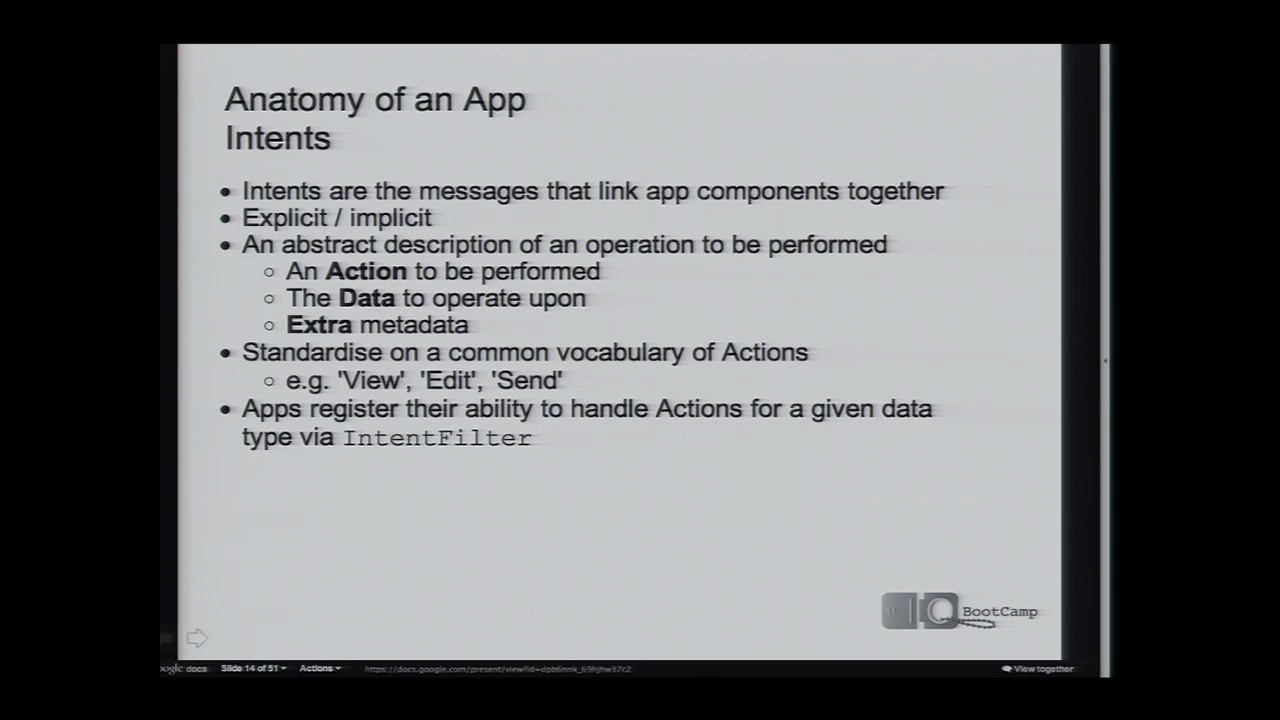 Anatomy of an App
Intents
• Intents are the messages that link app components together
• Explicit / implicit
• An abstract description of an operation to be performed
○ An Action to be performed
○ The Data to operate upon
○ Extra metadata
• Standardise on a common vocabulary of Actions
○ e.g. 'View', 'Edit', 'Send'
• Apps register their ability to handle Actions for a given data
type via IntentFilter
BootCamp
docs Slide 14 of 51 Actions View together